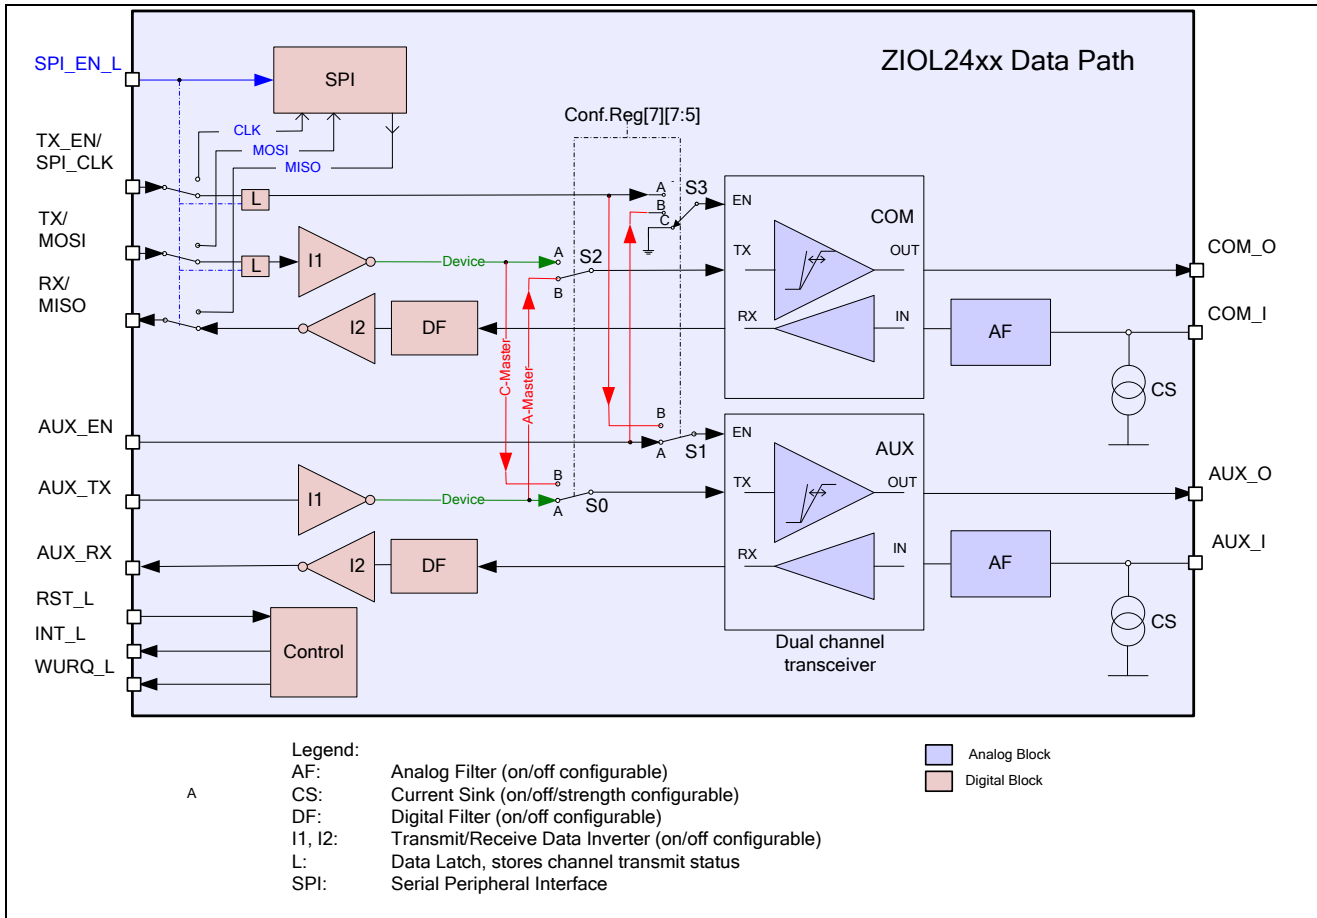 ZIOL24xx Data Path
SPI_EN_L
SPI
Conf.Reg[7][7:5]
TX_EN/
SPI_CLK
CLK
MOSI
MISO
L
A
B
C
S3
EN
COM
TX/
MOSI
L
I1
Device
A
B
S2
TX
OUT
COM_O
RX/
MISO
I2
DF
RX
IN
AF
COM_I
CS
C-Master
A-Master
AUX_EN
B
A
S1
EN
AUX
AUX_TX
I1
Device
B
A
S0
TX
OUT
AUX_O
AUX_RX
I2
DF
RX
IN
AF
AUX_I
CS
RST_L
INT_L
WURQ_L
Control
Dual channel
transceiver
Legend:
AF: Analog Filter (on/off configurable)
CS: Current Sink (on/off/strength configurable)
DF: Digital Filter (on/off configurable)
I1, I2: Transmit/Receive Data Inverter (on/off configurable)
L: Data Latch, stores channel transmit status
SPI: Serial Peripheral Interface
A
Analog Block
Digital Block